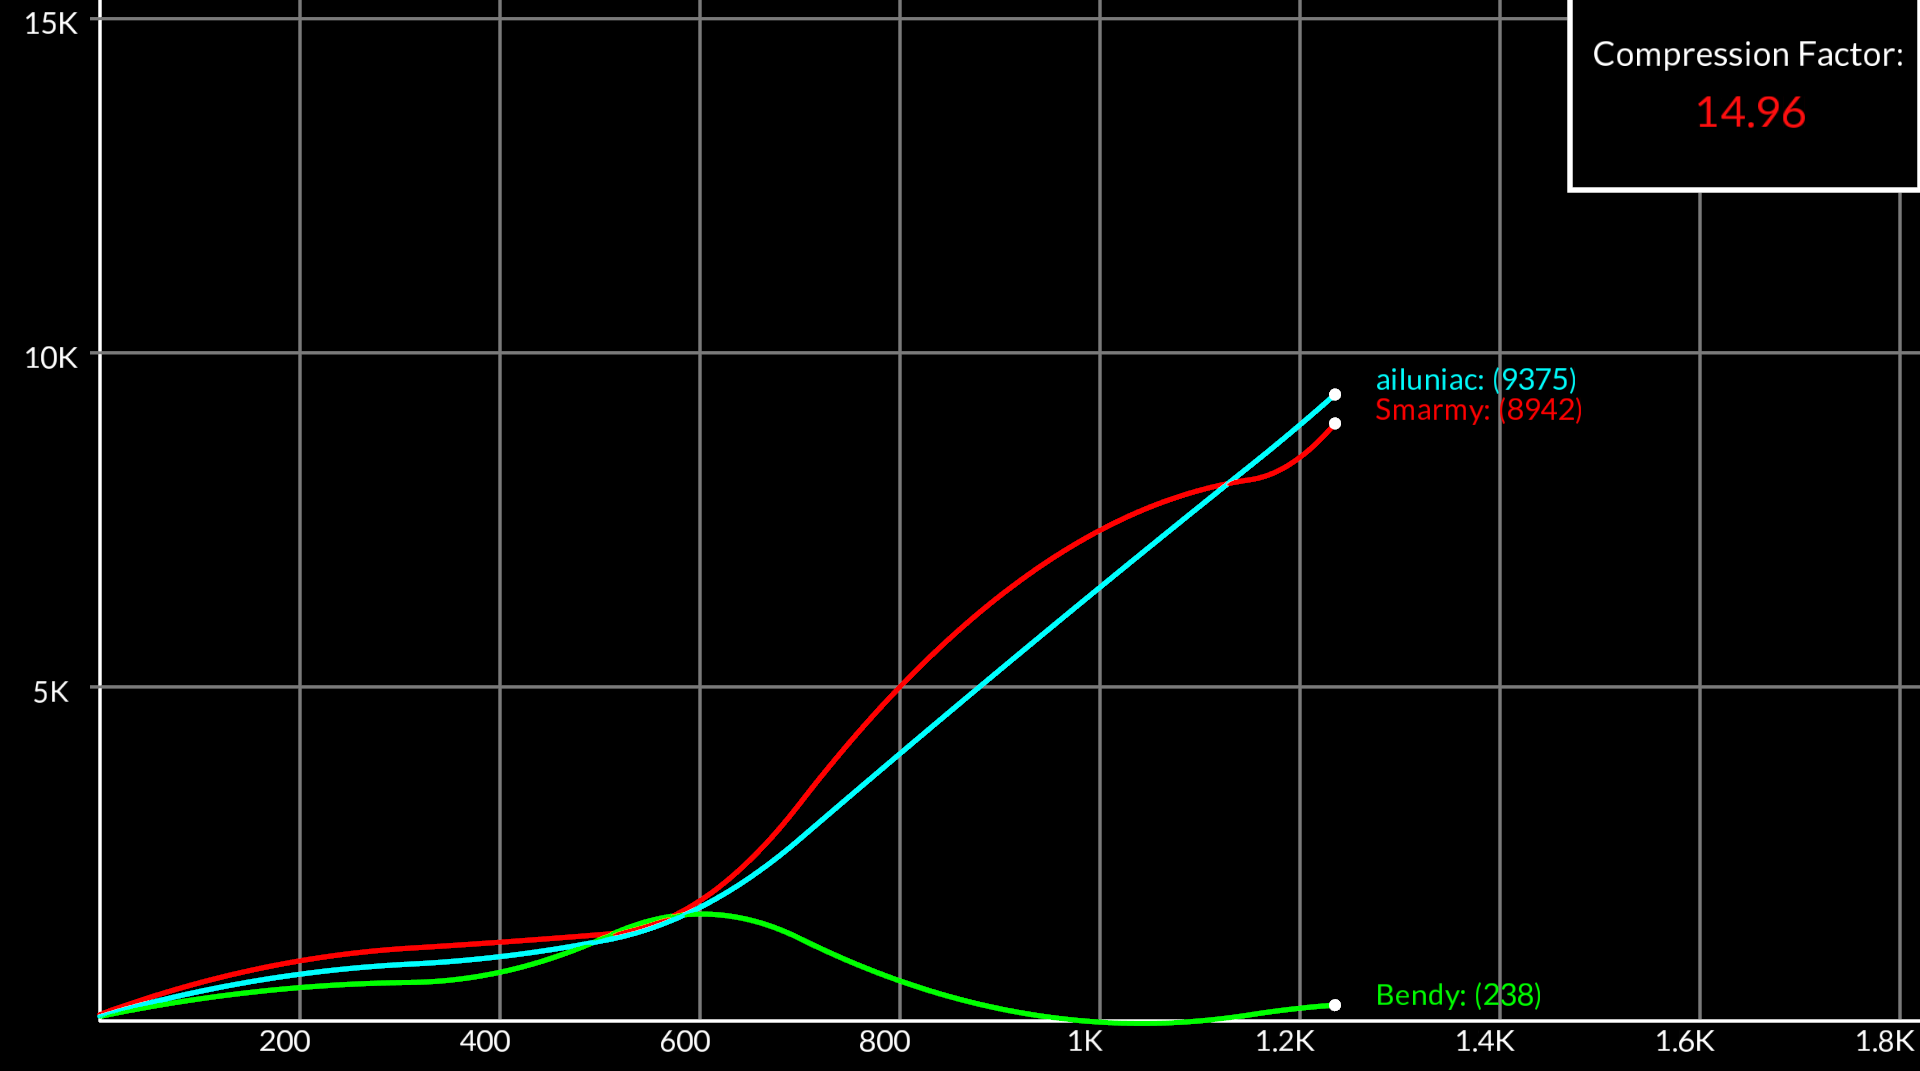 15K
Compression Factor:
14.96
10K
ailuniac: (9375)
Smarmy: (8942)
5K
Bendy: (238)
200 400 600 800 1K 1.2K 1.4K 1.6K 1.8K